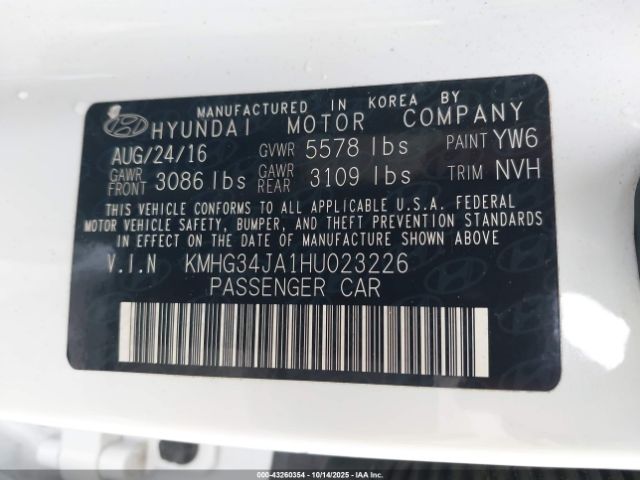 MANUFACTURED IN KOREA BY
HYUNDAI MOTOR COMPANY
AUG/24/16 GVWR 5578 lbs PAINT YW6
GAWR FRONT 3086 lbs GAWR REAR 3109 lbs TRIM NVH
THIS VEHICLE CONFORMS TO ALL APPLICABLE U.S.A. FEDERAL
MOTOR VEHICLE SAFETY, BUMPER, AND THEFT PREVENTION STANDARDS
IN EFFECT ON THE DATE OF MANUFACTURE SHOWN ABOVE
V.I.N KMHG34JA1HU023226
PASSENGER CAR
000-43260354 | 10/14/2025 | IAAI.com